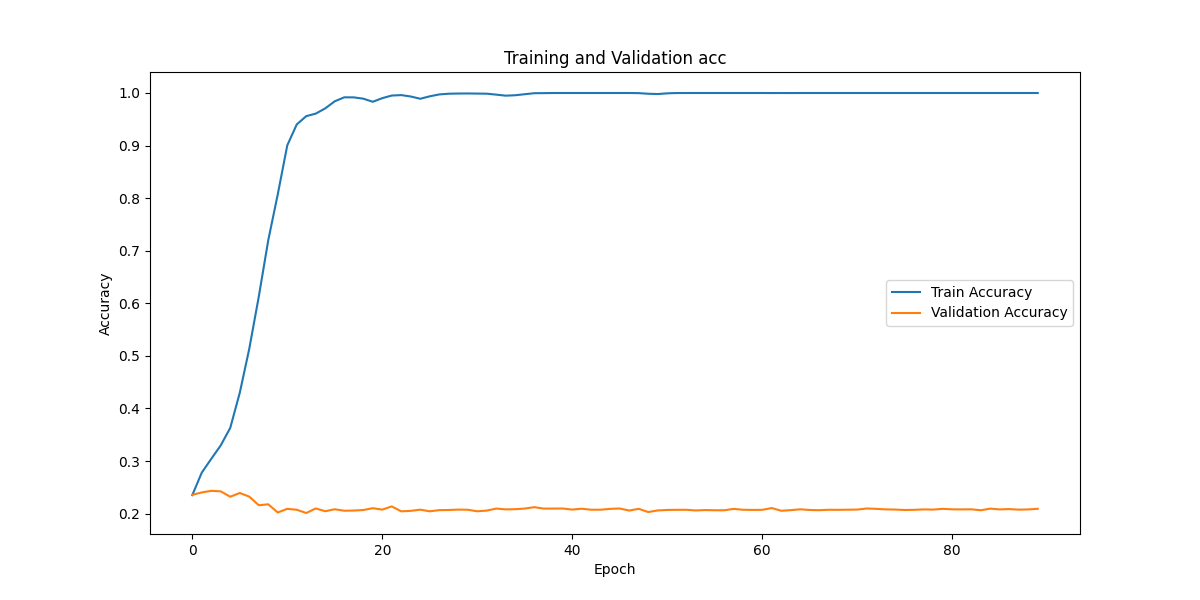 Training and Validation acc
1.0
0.9
0.8
0.7
0.6
0.5
0.4
0.3
0.2
Accuracy
Train Accuracy
Validation Accuracy
0 20 40 60 80
Epoch